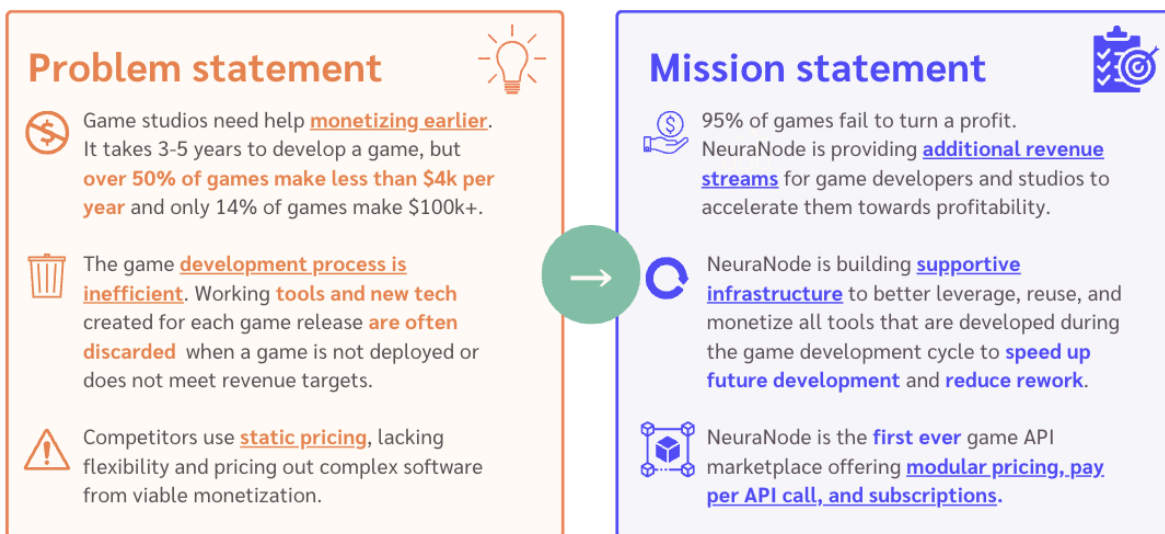 Problem statement
Game studios need help monetizing earlier.
It takes 3-5 years to develop a game, but
over 50% of games make less than $4k per
year and only 14% of games make $100k+.
The game development process is
inefficient. Working tools and new tech
created for each game release are often
discarded when a game is not deployed or
does not meet revenue targets.
Competitors use static pricing, lacking
flexibility and pricing out complex software
from viable monetization.
Mission statement
95% of games fail to turn a profit.
NeuraNode is providing additional revenue
streams for game developers and studios to
accelerate them towards profitability.
NeuraNode is building supportive
infrastructure to better leverage, reuse, and
monetize all tools that are developed during
the game development cycle to speed up
future development and reduce rework.
NeuraNode is the first ever game API
marketplace offering modular pricing, pay
per API call, and subscriptions.